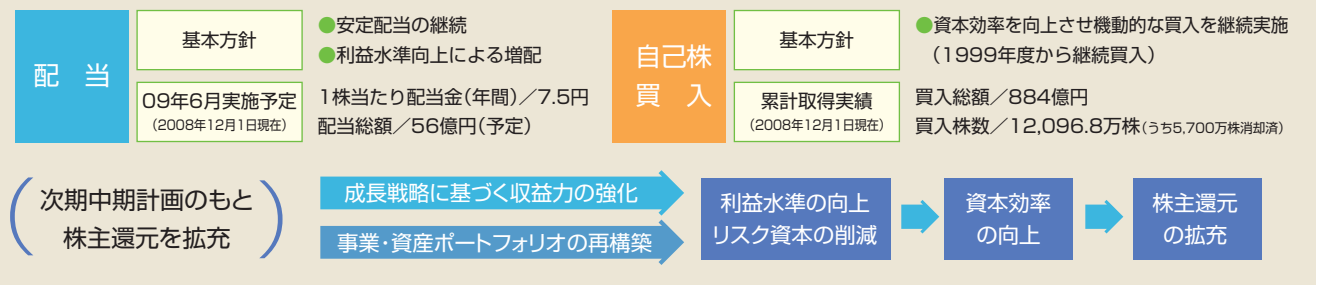 配　当
基本方針
●安定配当の継続
●利益水準向上による増配
09年6月実施予定
（2008年12月1日現在）
1株当たり配当金（年間）／7.5円
配当総額／56億円（予定）
自己株
買　入
基本方針
●資本効率を向上させ機動的な買入を継続実施
（1999年度から継続買入）
累計取得実績
（2008年12月1日現在）
買入総額／884億円
買入株数／12,096.8万株（うち5,700万株消却済）
次期中期計画のもと
株主還元を拡充
成長戦略に基づく収益力の強化
事業・資産ポートフォリオの再構築
利益水準の向上
リスク資本の削減
資本効率
の向上
株主還元
の拡充